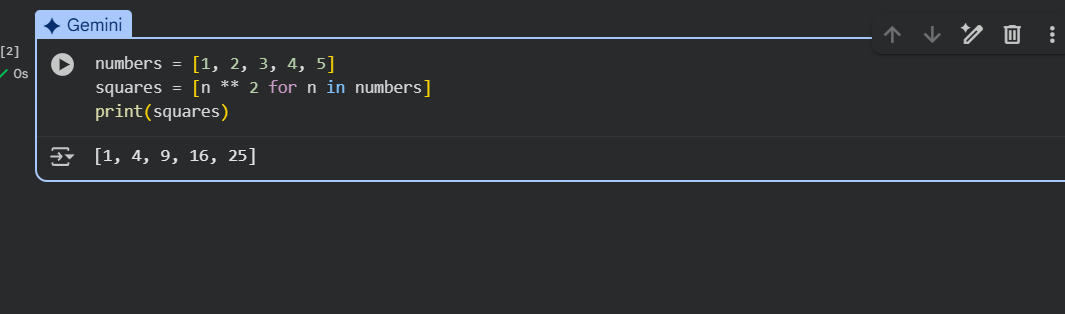 Gemini
[2]
0s
numbers = [1, 2, 3, 4, 5]
squares = [n ** 2 for n in numbers]
print(squares)
[1, 4, 9, 16, 25]